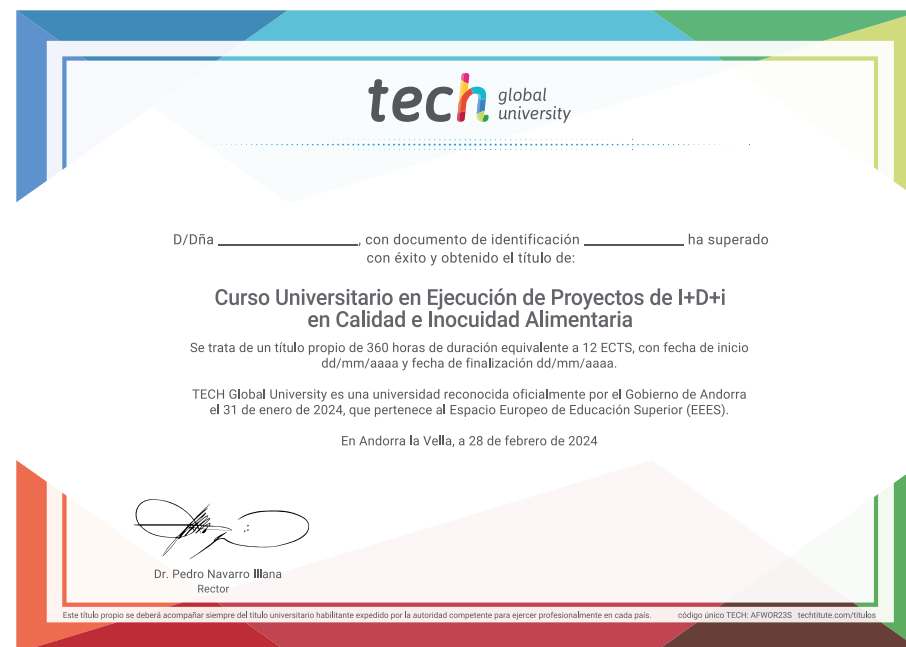 tech global university
D/Dña ____________________, con documento de identificación ______________ ha superado
con éxito y obtenido el título de:
Curso Universitario en Ejecución de Proyectos de I+D+i
en Calidad e Inocuidad Alimentaria
Se trata de un título propio de 360 horas de duración equivalente a 12 ECTS, con fecha de inicio
dd/mm/aaaa y fecha de finalización dd/mm/aaaa.
TECH Global University es una universidad reconocida oficialmente por el Gobierno de Andorra
el 31 de enero de 2024, que pertenece al Espacio Europeo de Educación Superior (EEES).
En Andorra la Vella, a 28 de febrero de 2024
Dr. Pedro Navarro Illana
Rector
Este título propio se deberá acompañar siempre del título universitario habilitante expedido por la autoridad competente para ejercer profesionalmente en cada país. código único TECH: AFWOR23S techtitute.com/titulos